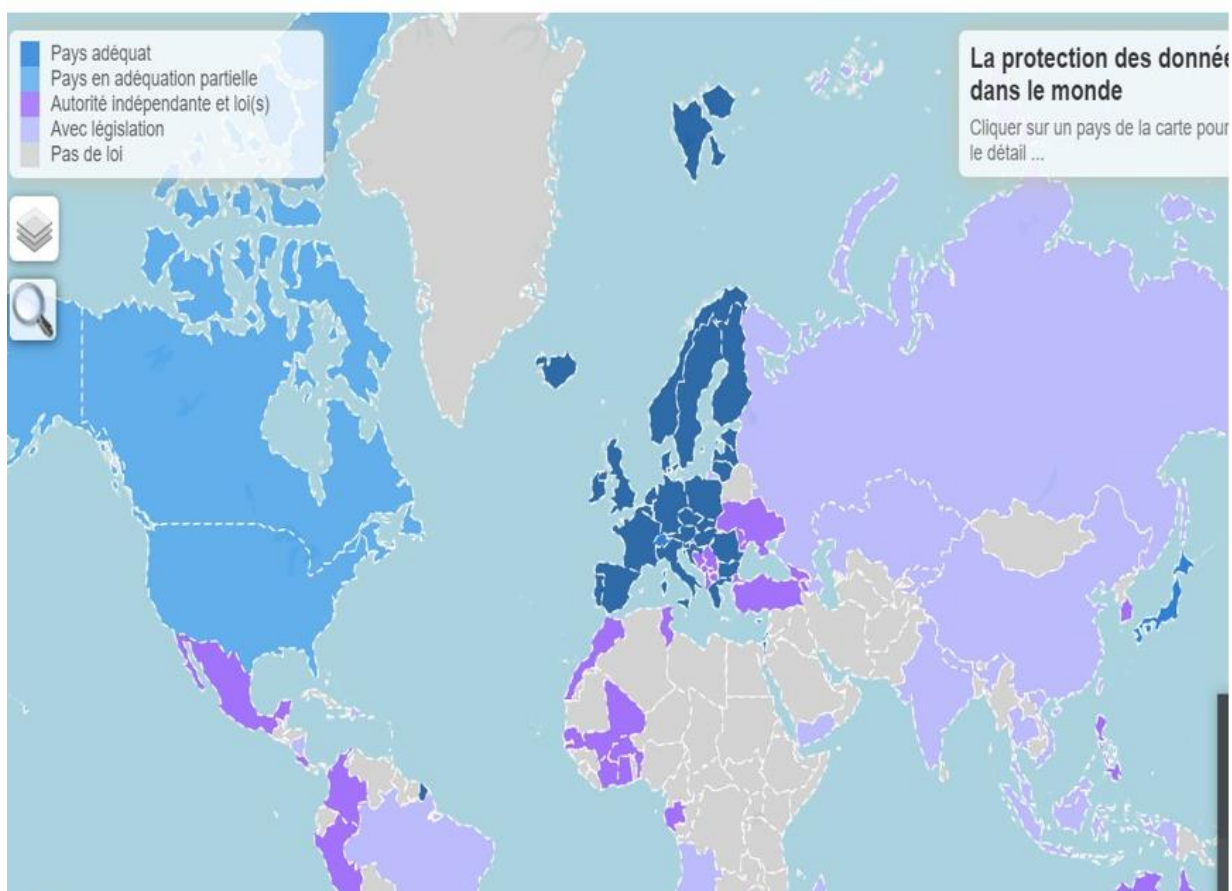 Pays adéquat
Pays en adéquation partielle
Autorité indépendante et loi(s)
Avec législation
Pas de loi
La protection des donnée
dans le monde
Cliquer sur un pays de la carte pour
le détail ...